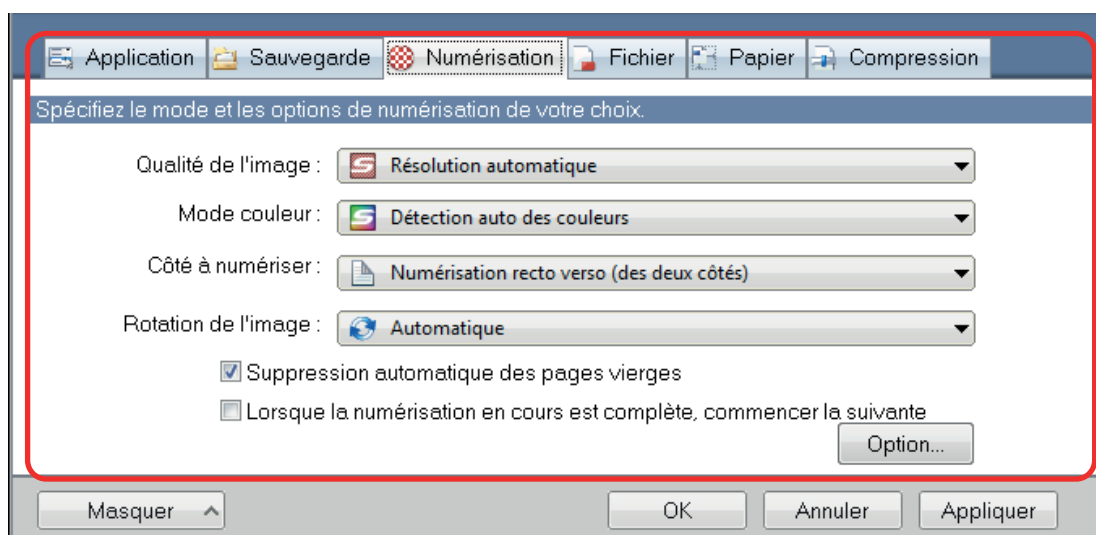 Application Sauvegarde Numérisation Fichier Papier Compression
Spécifiez le mode et les options de numérisation de votre choix.
Qualité de l'image : Résolution automatique
Mode couleur : Détection auto des couleurs
Côté à numériser : Numérisation recto verso (des deux côtés)
Rotation de l'image : Automatique
Suppression automatique des pages vierges
Lorsque la numérisation en cours est complète, commencer la suivante
Option...
Masquer OK Annuler Appliquer